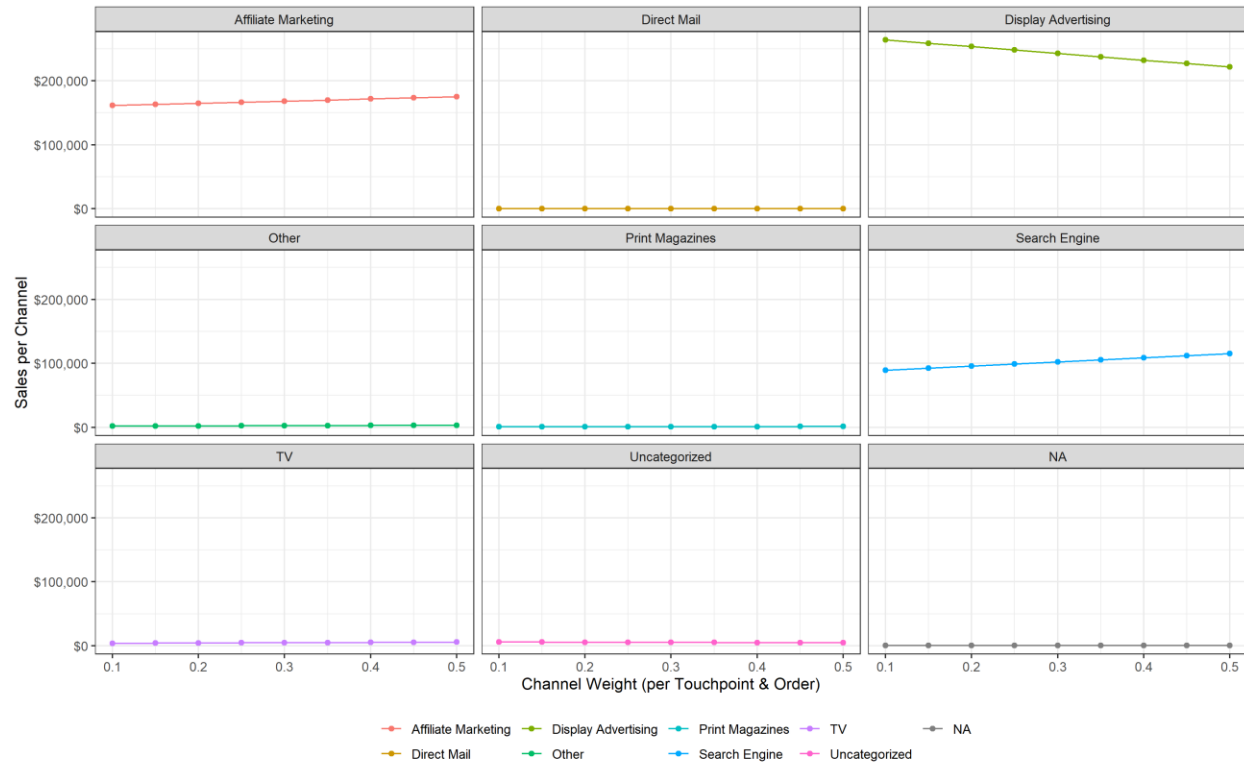 Affiliate Marketing
Direct Mail
Display Advertising
$200,000
$100,000
$0
Other
Print Magazines
Search Engine
$200,000
$100,000
$0
TV
Uncategorized
NA
$200,000
$100,000
$0
0.1 0.2 0.3 0.4 0.5
0.1 0.2 0.3 0.4 0.5
0.1 0.2 0.3 0.4 0.5
Sales per Channel
Channel Weight (per Touchpoint & Order)
Affiliate Marketing Display Advertising Print Magazines TV NA
Direct Mail Other Search Engine Uncategorized